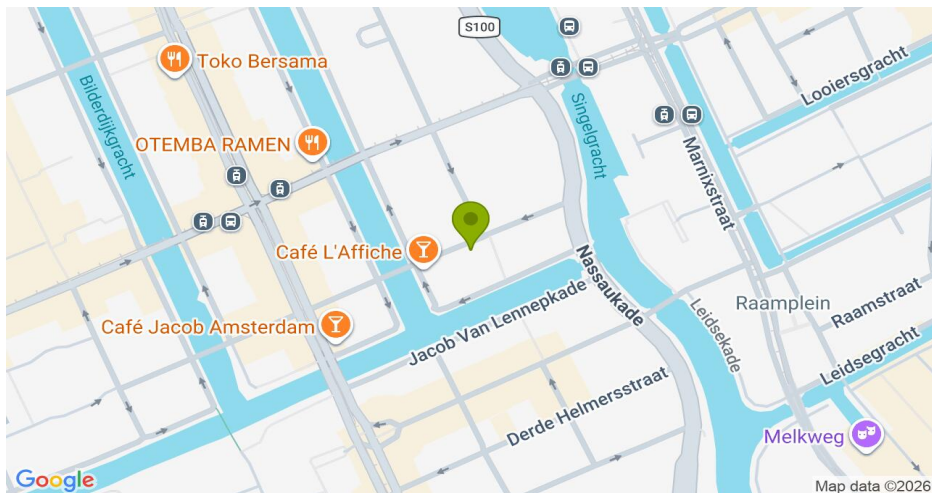 S100
Toko Bersama
Looiersgracht
Bilderdijkgracht
Singelgracht
OTEMBA RAMEN
Marnixstraat
Café L'Affiche
Nassaukade
Raamplein
Café Jacob Amsterdam
Jacob Van Lennepkade
Leidsekade
Raamstraat
Leidsegracht
Derde Helmersstraat
Melkweg
Google
Map data ©2026